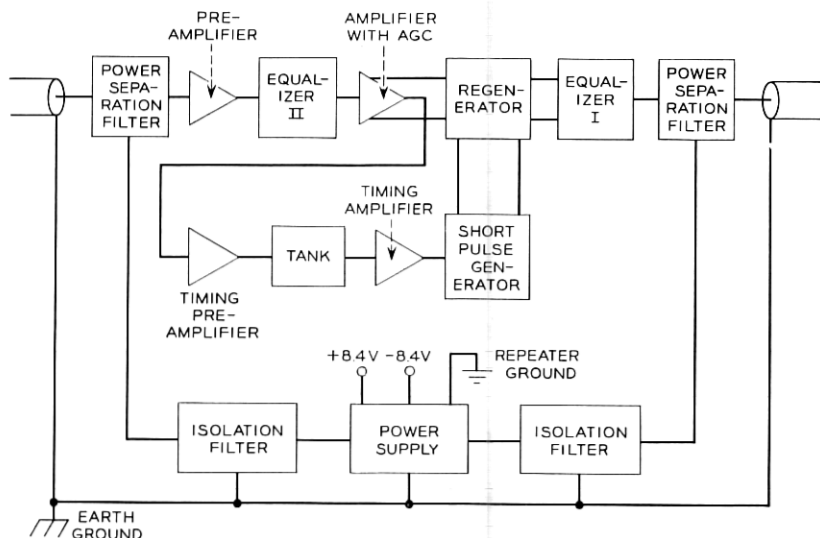 PRE-
AMPLIFIER
AMPLIFIER
WITH AGC
POWER
SEPA-
RATION
FILTER
EQUAL-
IZER
II
REGEN-
ERATOR
EQUAL-
IZER
I
POWER
SEPA-
RATION
FILTER
TIMING
AMPLIFIER
TIMING
PRE-
AMPLIFIER
TANK
SHORT
PULSE
GEN-
ERATOR
+8.4V
-8.4V
REPEATER
GROUND
ISOLATION
FILTER
POWER
SUPPLY
ISOLATION
FILTER
EARTH
GROUND